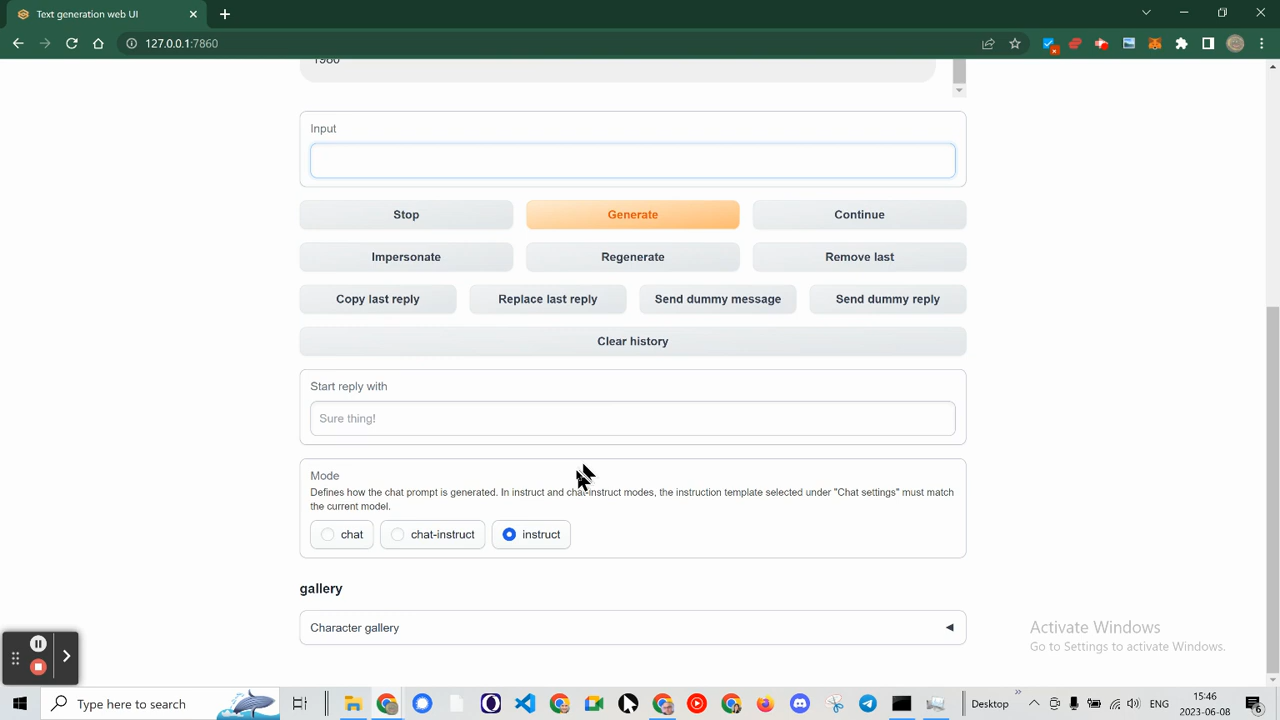 Text generation web UI
127.0.0.1:7860
1980
Input
Stop
Generate
Continue
Impersonate
Regenerate
Remove last
Copy last reply
Replace last reply
Send dummy message
Send dummy reply
Clear history
Start reply with
Sure thing!
Mode
Defines how the chat prompt is generated. In instruct and chat-instruct modes, the instruction template selected under "Chat settings" must match
the current model.
chat
chat-instruct
instruct
gallery
Character gallery
Activate Windows
Go to Settings to activate Windows.
Type here to search
Desktop
ENG
15:46
2023-06-08
6